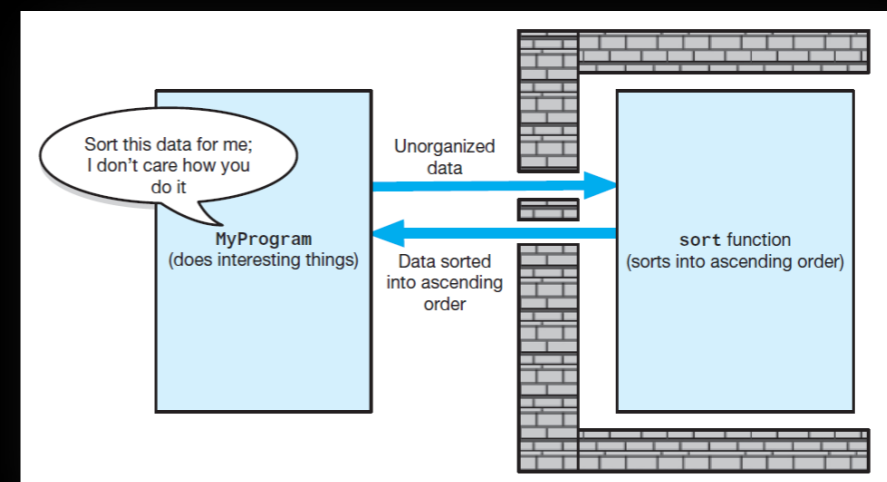 Sort this data for me;
I don't care how you
do it
Unorganized
data
MyProgram
(does interesting things)
Data sorted
into ascending
order
sort function
(sorts into ascending order)